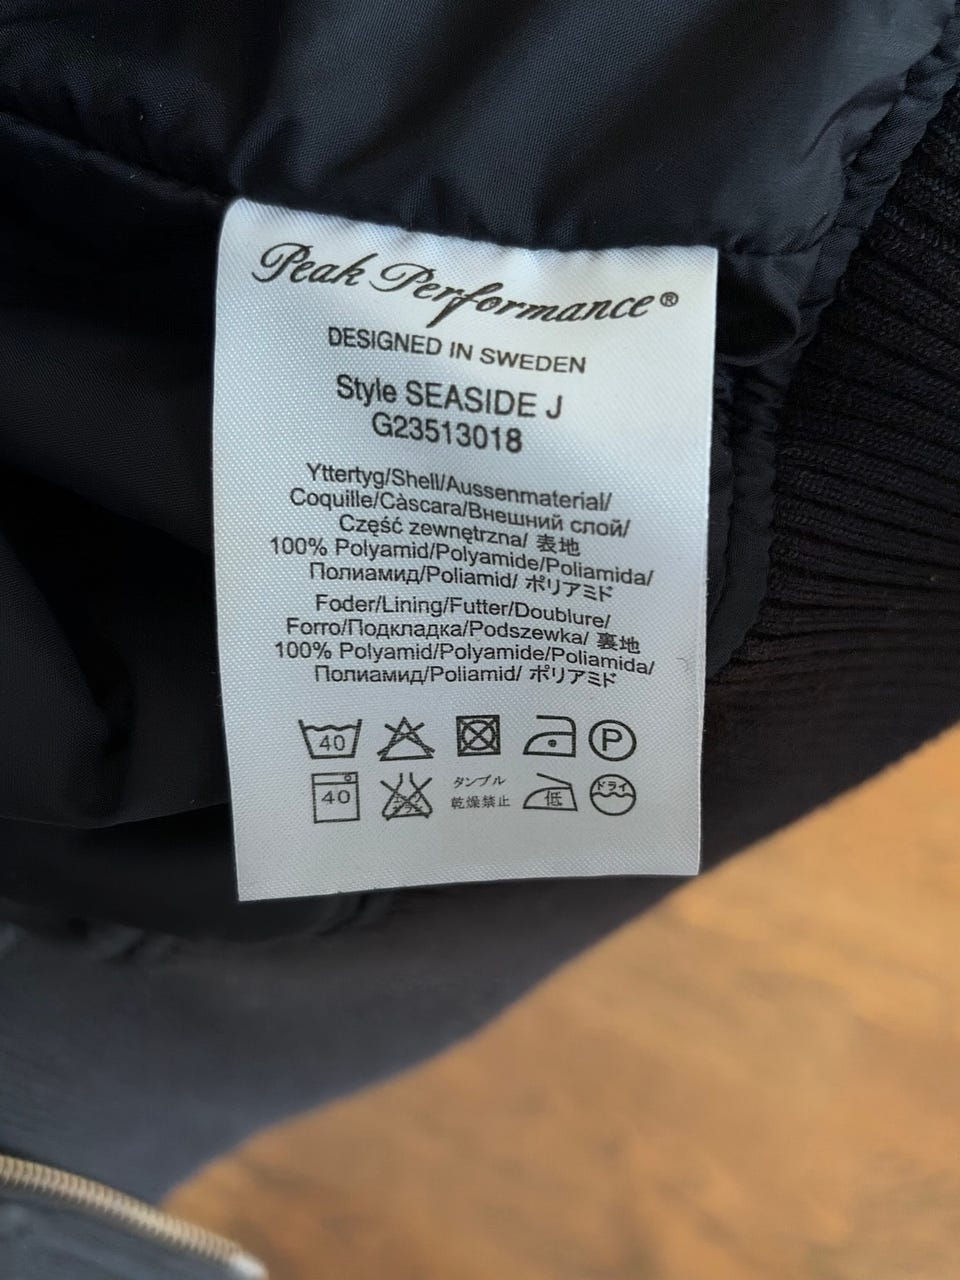 Peak Performance®
DESIGNED IN SWEDEN
Style SEASIDE J
G23513018
Yttertyg/Shell/Aussenmaterial/
Coquille/Càscara/Внешний слой/
Część zewnętrzna/ 表地
100% Polyamid/Polyamide/Poliamida/
Полиамид/Poliamid/ ポリアミド
Foder/Lining/Futter/Doublure/
Forro/Подкладка/Podszewka/ 裏地
100% Polyamid/Polyamide/Poliamida/
Полиамид/Poliamid/ ポリアミド
40 P
40 タンブル 低 ドライ
乾燥禁止